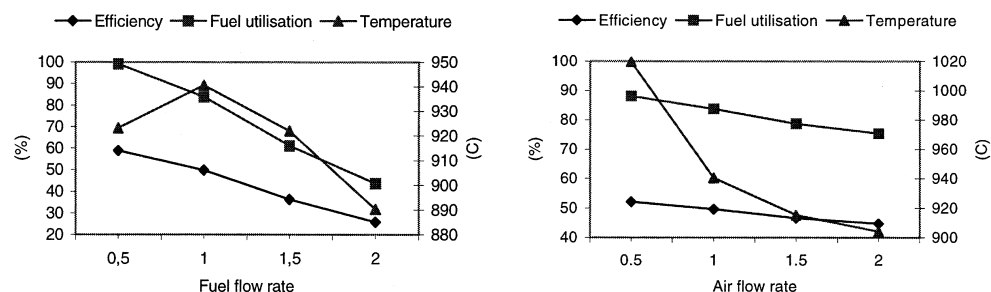 Efficiency Fuel utilisation Temperature
100 950
90 940
80 930
70 920
60 910
50 900
40 890
30 880
20
(%)
(C)
0,5 1 1,5 2
Fuel flow rate
Efficiency Fuel utilisation Temperature
100 1020
90 1000
80 980
70 960
60 940
50 920
40 900
(%)
(C)
0.5 1 1.5 2
Air flow rate